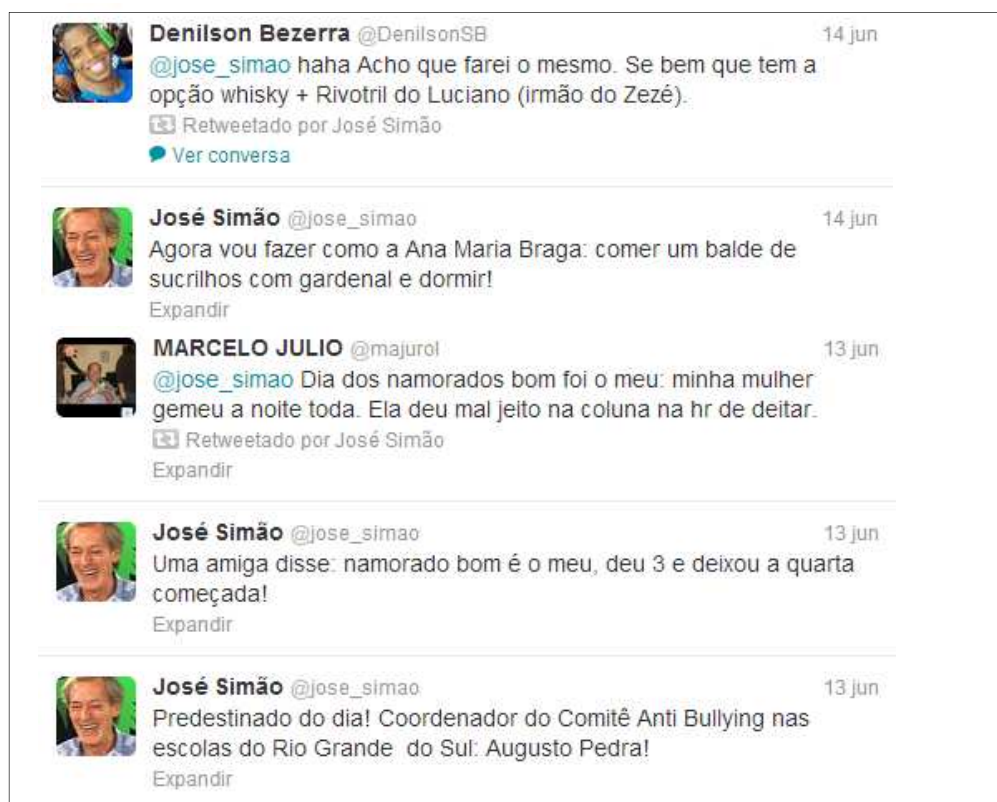 Denilson Bezerra @DenilsonSB 14 jun
@jose_simao haha Acho que farei o mesmo. Se bem que tem a
opção whisky + Rivotril do Luciano (irmão do Zezé).
Retweetado por José Simão
Ver conversa
José Simão @jose_simao 14 jun
Agora vou fazer como a Ana Maria Braga: comer um balde de
sucrilhos com gardenal e dormir!
Expandir
MARCELO JULIO @majurol 13 jun
@jose_simao Dia dos namorados bom foi o meu: minha mulher
gemeu a noite toda. Ela deu mal jeito na coluna na hr de deitar.
Retweetado por José Simão
Expandir
José Simão @jose_simao 13 jun
Uma amiga disse: namorado bom é o meu, deu 3 e deixou a quarta
começada!
Expandir
José Simão @jose_simao 13 jun
Predestinado do dia! Coordenador do Comitê Anti Bullying nas
escolas do Rio Grande do Sul: Augusto Pedra!
Expandir